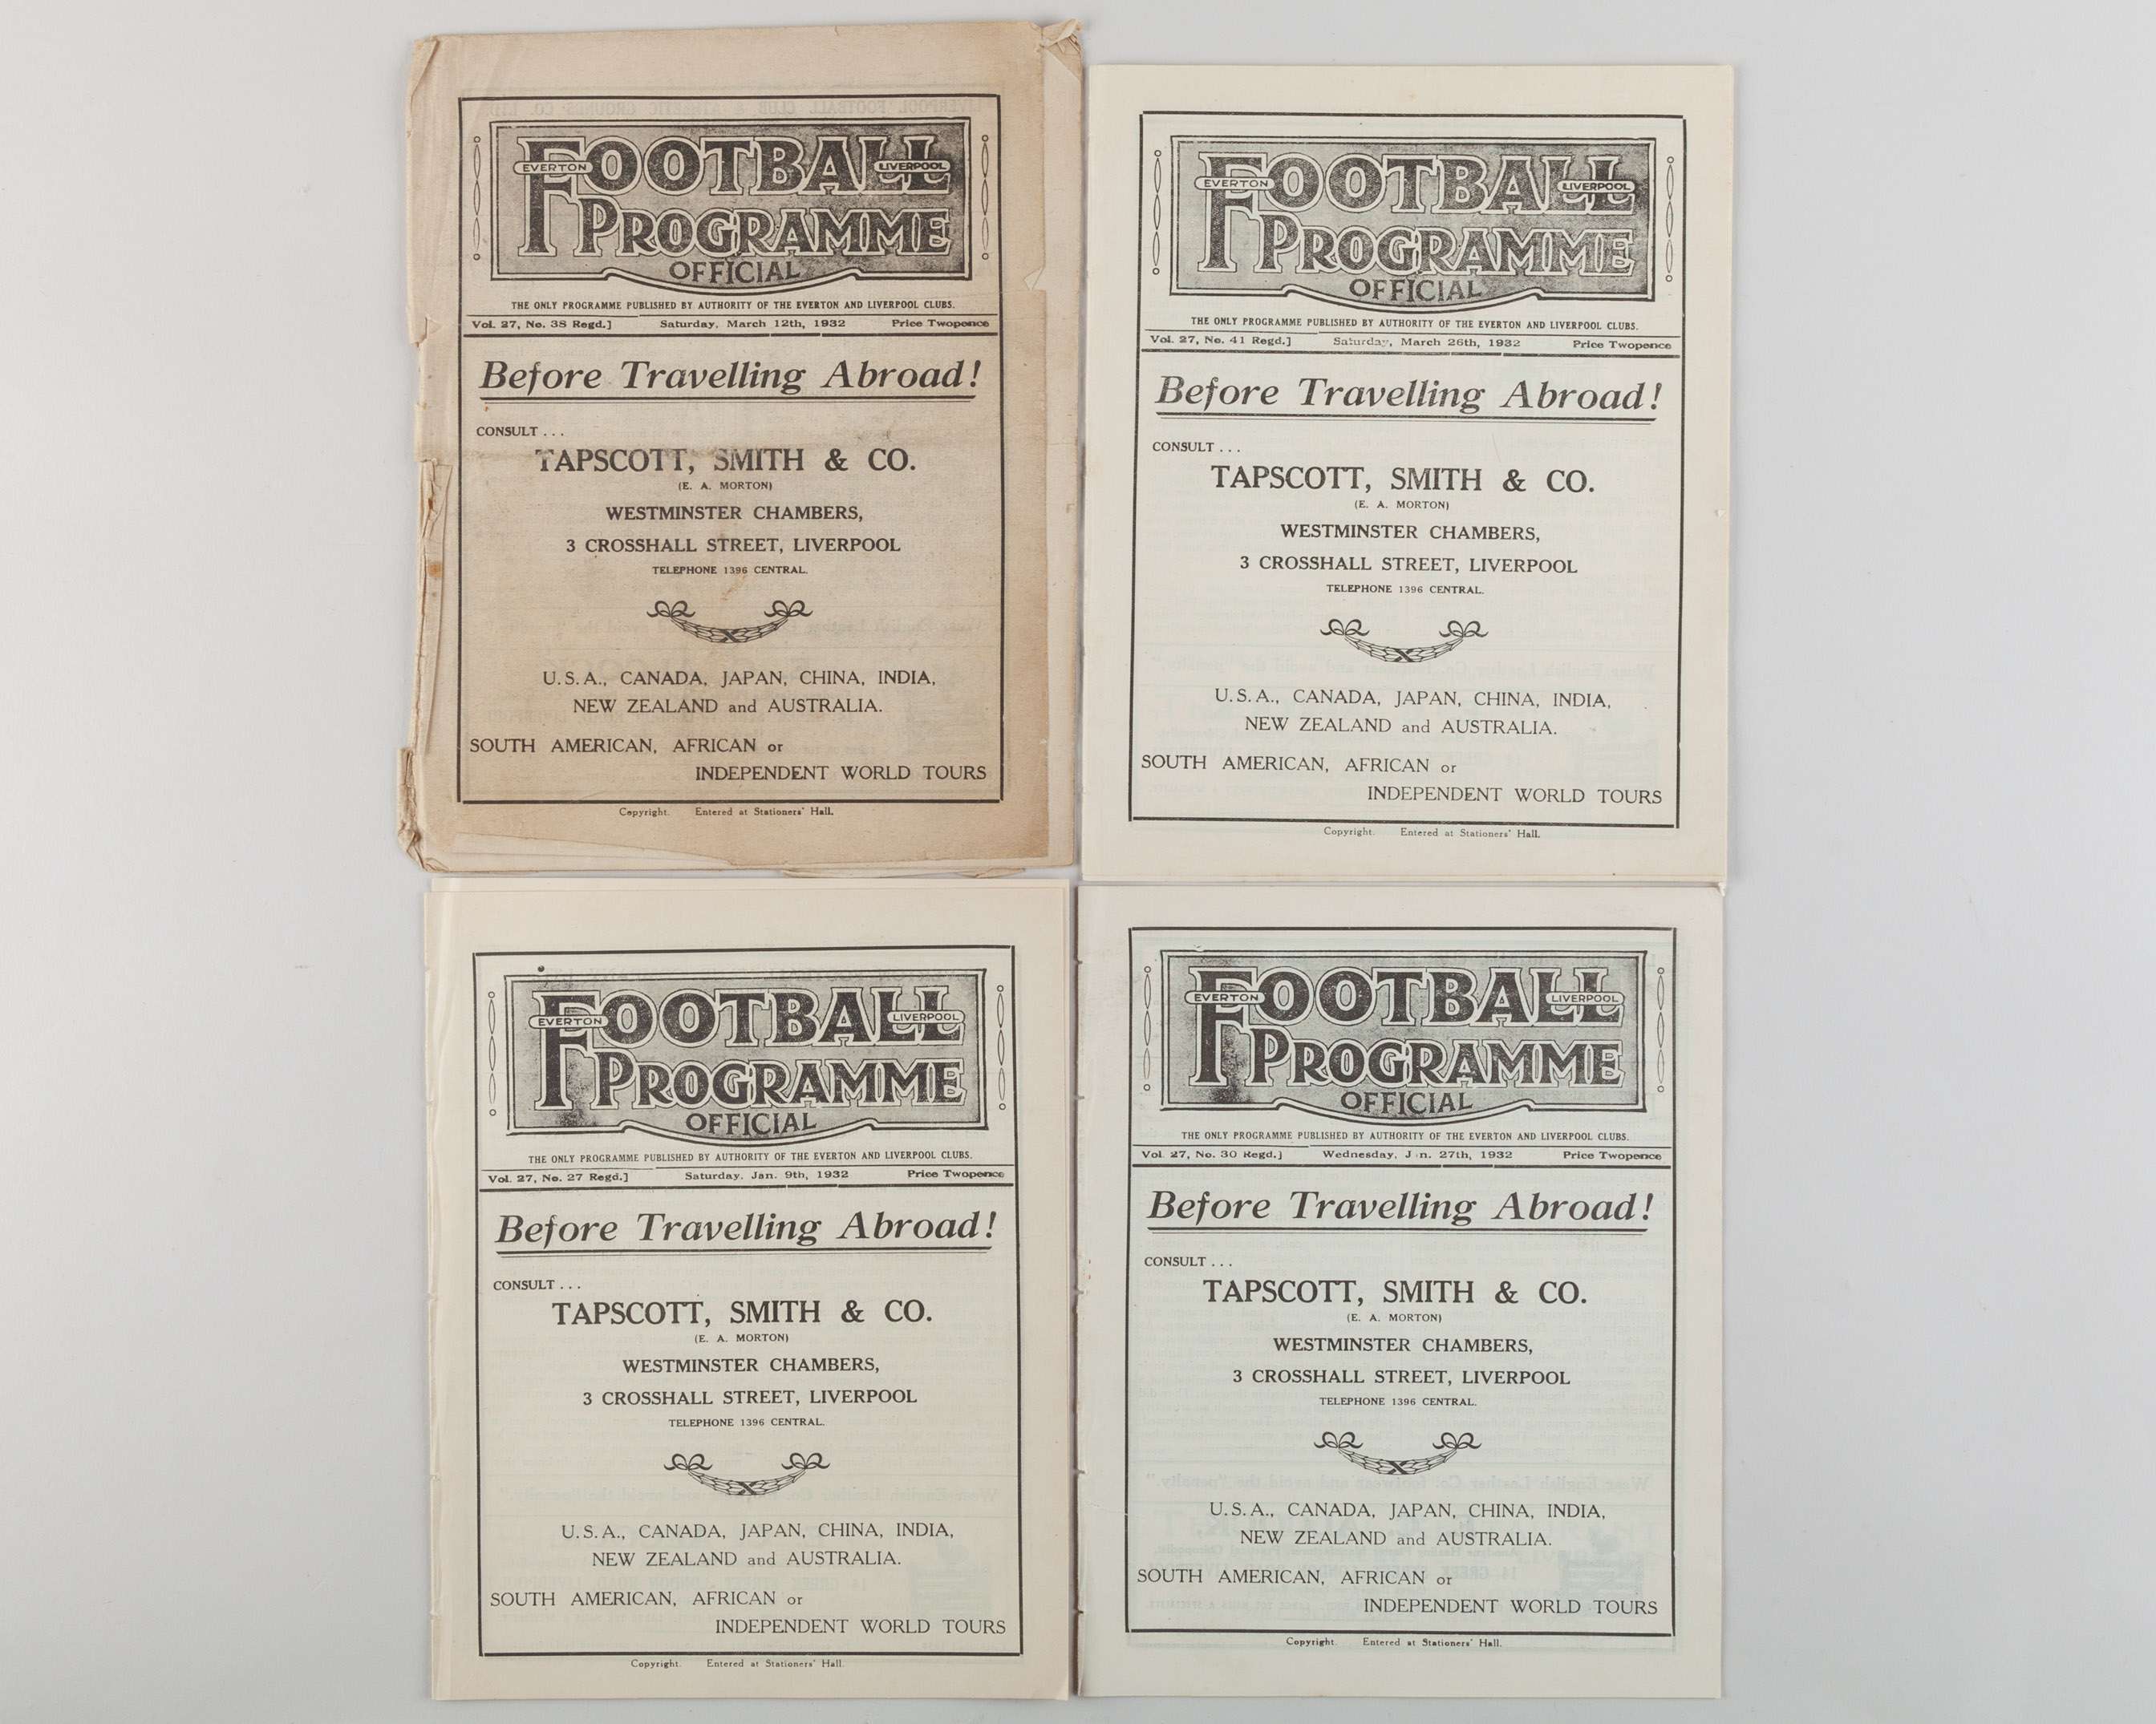 EVERTON FOOTBALL LIVERPOOL
PROGRAMME
OFFICIAL
THE ONLY PROGRAMME PUBLISHED BY AUTHORITY OF THE EVERTON AND LIVERPOOL CLUBS.
Vol. 27, No. 38 Regd.] Saturday, March 12th, 1932 Price Twopence
Before Travelling Abroad!
CONSULT . . .
TAPSCOTT, SMITH & CO.
(E. A. MORTON)
WESTMINSTER CHAMBERS,
3 CROSSHALL STREET, LIVERPOOL
TELEPHONE 1396 CENTRAL.
U.S.A., CANADA, JAPAN, CHINA, INDIA,
NEW ZEALAND and AUSTRALIA.
SOUTH AMERICAN, AFRICAN or
INDEPENDENT WORLD TOURS
Copyright. Entered at Stationers' Hall.
EVERTON FOOTBALL LIVERPOOL
PROGRAMME
OFFICIAL
THE ONLY PROGRAMME PUBLISHED BY AUTHORITY OF THE EVERTON AND LIVERPOOL CLUBS.
Vol. 27, No. 41 Regd.] Saturday, March 26th, 1932 Price Twopence
Before Travelling Abroad!
CONSULT . . .
TAPSCOTT, SMITH & CO.
(E. A. MORTON)
WESTMINSTER CHAMBERS,
3 CROSSHALL STREET, LIVERPOOL
TELEPHONE 1396 CENTRAL.
U.S.A., CANADA, JAPAN, CHINA, INDIA,
NEW ZEALAND and AUSTRALIA.
SOUTH AMERICAN, AFRICAN or
INDEPENDENT WORLD TOURS
Copyright. Entered at Stationers' Hall.
EVERTON FOOTBALL LIVERPOOL
PROGRAMME
OFFICIAL
THE ONLY PROGRAMME PUBLISHED BY AUTHORITY OF THE EVERTON AND LIVERPOOL CLUBS.
Vol. 27, No. 27 Regd.] Saturday, Jan. 9th, 1932 Price Twopence
Before Travelling Abroad!
CONSULT . . .
TAPSCOTT, SMITH & CO.
(E. A. MORTON)
WESTMINSTER CHAMBERS,
3 CROSSHALL STREET, LIVERPOOL
TELEPHONE 1396 CENTRAL.
U.S.A., CANADA, JAPAN, CHINA, INDIA,
NEW ZEALAND and AUSTRALIA.
SOUTH AMERICAN, AFRICAN or
INDEPENDENT WORLD TOURS
Copyright. Entered at Stationers' Hall.
EVERTON FOOTBALL LIVERPOOL
PROGRAMME
OFFICIAL
THE ONLY PROGRAMME PUBLISHED BY AUTHORITY OF THE EVERTON AND LIVERPOOL CLUBS.
Vol. 27, No. 30 Regd.] Wednesday, J n. 27th, 1932 Price Twopence
Before Travelling Abroad!
CONSULT . . .
TAPSCOTT, SMITH & CO.
(E. A. MORTON)
WESTMINSTER CHAMBERS,
3 CROSSHALL STREET, LIVERPOOL
TELEPHONE 1396 CENTRAL.
U.S.A., CANADA, JAPAN, CHINA, INDIA,
NEW ZEALAND and AUSTRALIA.
SOUTH AMERICAN, AFRICAN or
INDEPENDENT WORLD TOURS
Copyright. Entered at Stationers' Hall.